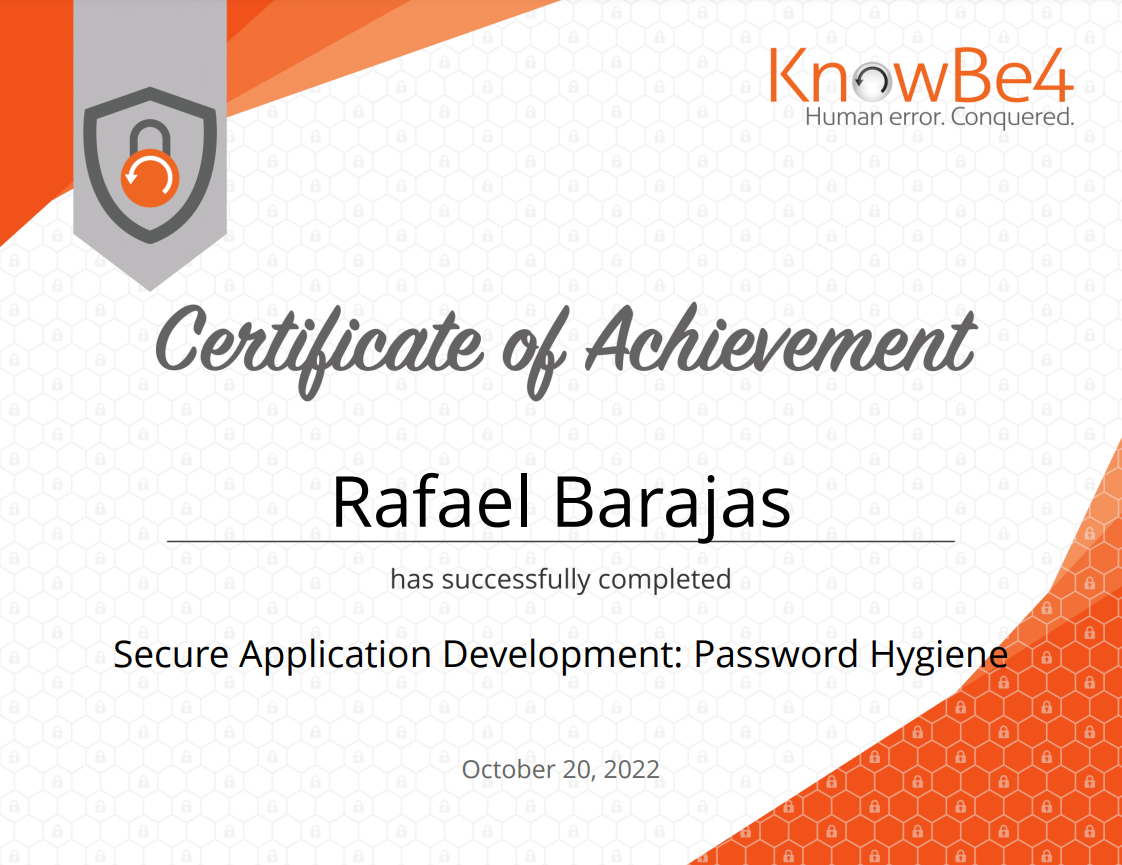 KnowBe4
Human error. Conquered.
Certificate of Achievement
Rafael Barajas
has successfully completed
Secure Application Development: Password Hygiene
October 20, 2022